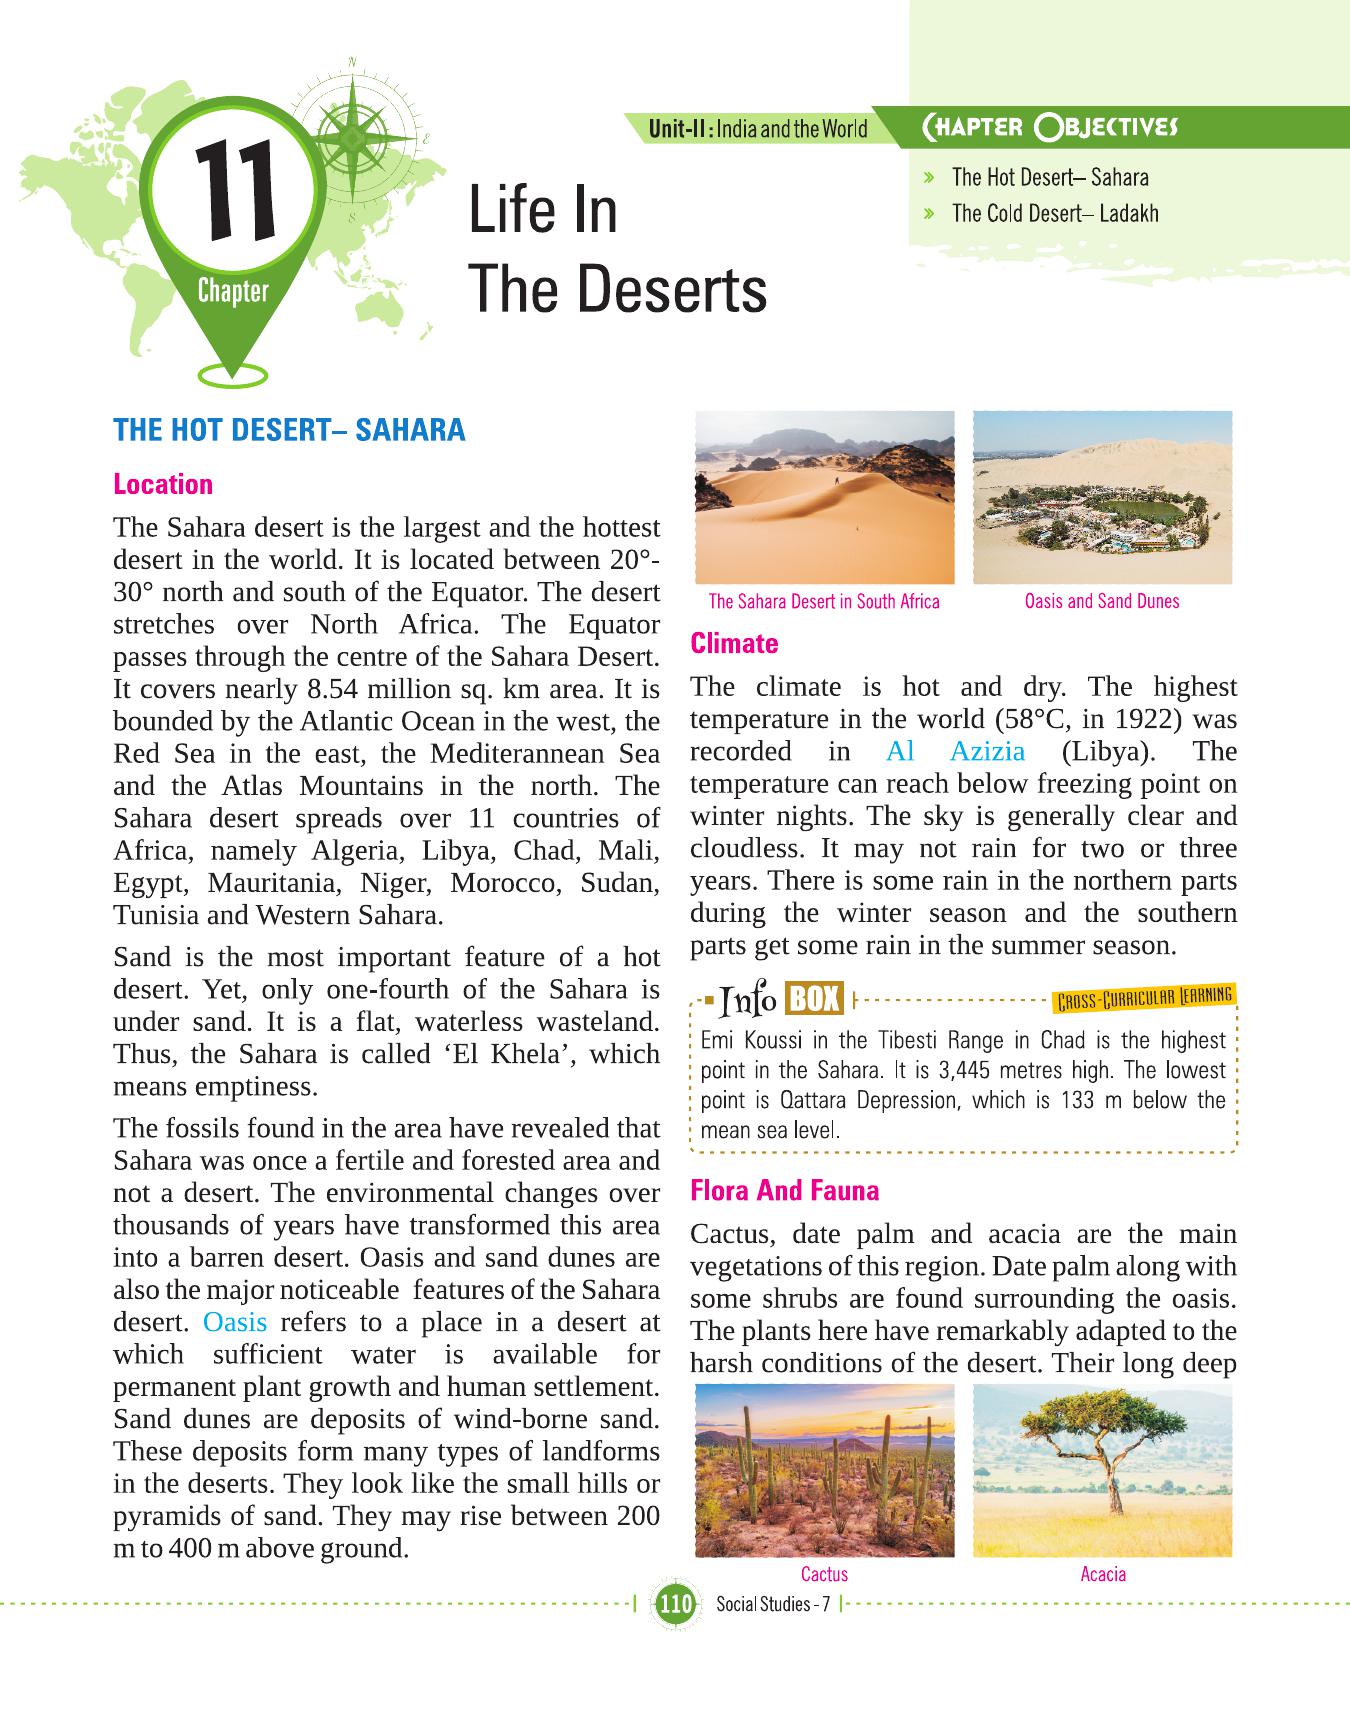 N
E
S
11
Chapter
Unit-II : India and the World
CHAPTER OBJECTIVES
» The Hot Desert– Sahara
» The Cold Desert– Ladakh
Life In
The Deserts
THE HOT DESERT– SAHARA
Location
The Sahara desert is the largest and the hottest
desert in the world. It is located between 20°-
30° north and south of the Equator. The desert
stretches over North Africa. The Equator
passes through the centre of the Sahara Desert.
It covers nearly 8.54 million sq. km area. It is
bounded by the Atlantic Ocean in the west, the
Red Sea in the east, the Mediterannean Sea
and the Atlas Mountains in the north. The
Sahara desert spreads over 11 countries of
Africa, namely Algeria, Libya, Chad, Mali,
Egypt, Mauritania, Niger, Morocco, Sudan,
Tunisia and Western Sahara.
Sand is the most important feature of a hot
desert. Yet, only one-fourth of the Sahara is
under sand. It is a flat, waterless wasteland.
Thus, the Sahara is called ‘El Khela’, which
means emptiness.
The fossils found in the area have revealed that
Sahara was once a fertile and forested area and
not a desert. The environmental changes over
thousands of years have transformed this area
into a barren desert. Oasis and sand dunes are
also the major noticeable features of the Sahara
desert. Oasis refers to a place in a desert at
which sufficient water is available for
permanent plant growth and human settlement.
Sand dunes are deposits of wind-borne sand.
These deposits form many types of landforms
in the deserts. They look like the small hills or
pyramids of sand. They may rise between 200
m to 400 m above ground.
The Sahara Desert in South Africa
Oasis and Sand Dunes
Climate
The climate is hot and dry. The highest
temperature in the world (58°C, in 1922) was
recorded in Al Azizia (Libya). The
temperature can reach below freezing point on
winter nights. The sky is generally clear and
cloudless. It may not rain for two or three
years. There is some rain in the northern parts
during the winter season and the southern
parts get some rain in the summer season.
Info BOX
CROSS-CURRICULAR LEARNING
Emi Koussi in the Tibesti Range in Chad is the highest
point in the Sahara. It is 3,445 metres high. The lowest
point is Qattara Depression, which is 133 m below the
mean sea level.
Flora And Fauna
Cactus, date palm and acacia are the main
vegetations of this region. Date palm along with
some shrubs are found surrounding the oasis.
The plants here have remarkably adapted to the
harsh conditions of the desert. Their long deep
Cactus
Acacia
110
Social Studies - 7